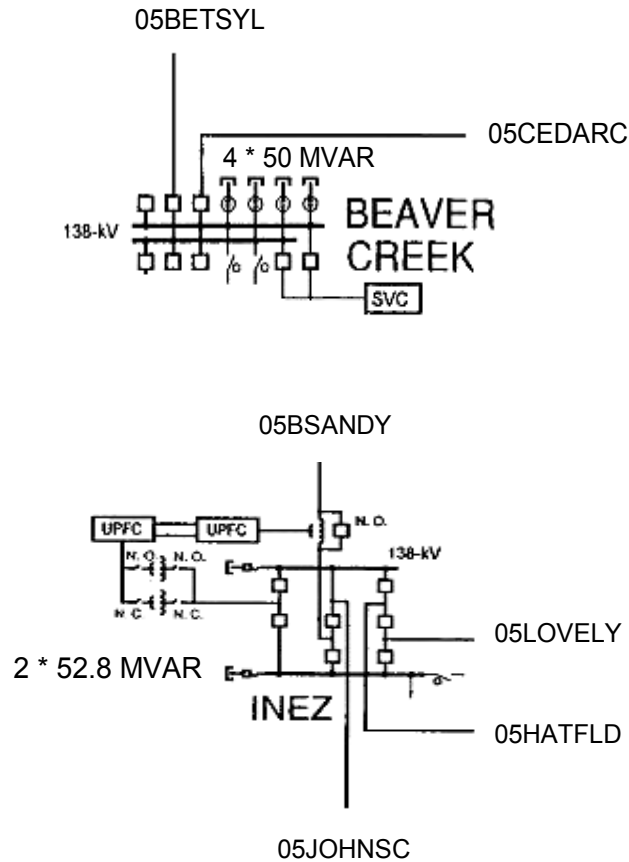 05BETSYL
05CEDARC
4 * 50 MVAR
BEAVER
CREEK
138-kV
SVC
05BSANDY
N. O.
UPFC
UPFC
138-kV
N. O.
N. O.
N. C.
N. C.
05LOVELY
2 * 52.8 MVAR
INEZ
05HATFLD
05JOHNSC